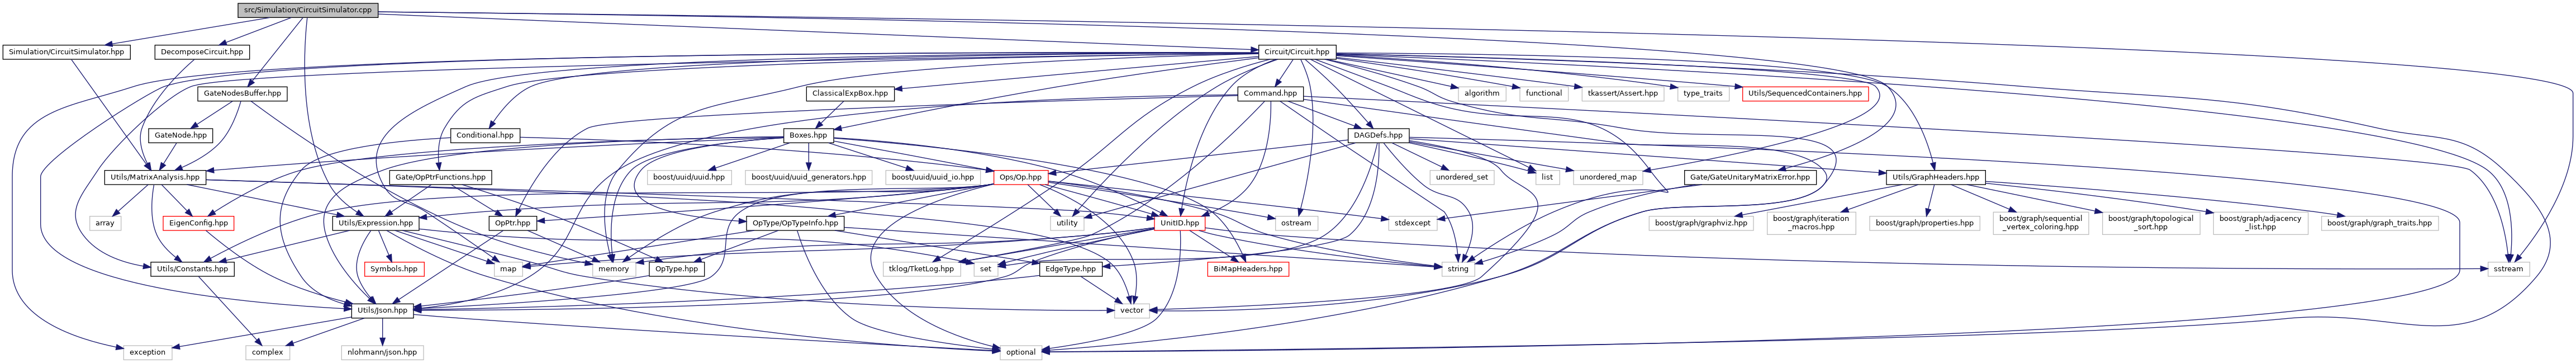 src/Simulation/CircuitSimulator.cpp
Simulation/CircuitSimulator.hpp
DecomposeCircuit.hpp
Circuit/Circuit.hpp
GateNodesBuffer.hpp
ClassicalExpBox.hpp
Command.hpp
algorithm
functional
tkassert/Assert.hpp
type_traits
Utils/SequencedContainers.hpp
GateNode.hpp
Conditional.hpp
Boxes.hpp
DAGDefs.hpp
Utils/MatrixAnalysis.hpp
Gate/OpPtrFunctions.hpp
boost/uuid/uuid.hpp
boost/uuid/uuid_generators.hpp
boost/uuid/uuid_io.hpp
Ops/Op.hpp
unordered_set
list
unordered_map
Gate/GateUnitaryMatrixError.hpp
Utils/GraphHeaders.hpp
array
EigenConfig.hpp
Utils/Expression.hpp
OpPtr.hpp
OpType/OpTypeInfo.hpp
utility
UnitID.hpp
ostream
stdexcept
boost/graph/graphviz.hpp
boost/graph/iteration
_macros.hpp
boost/graph/properties.hpp
boost/graph/sequential
_vertex_coloring.hpp
boost/graph/topological
_sort.hpp
boost/graph/adjacency
_list.hpp
boost/graph/graph_traits.hpp
Utils/Constants.hpp
Symbols.hpp
map
memory
OpType.hpp
tklog/TketLog.hpp
set
EdgeType.hpp
BiMapHeaders.hpp
string
sstream
Utils/Json.hpp
vector
exception
complex
nlohmann/json.hpp
optional